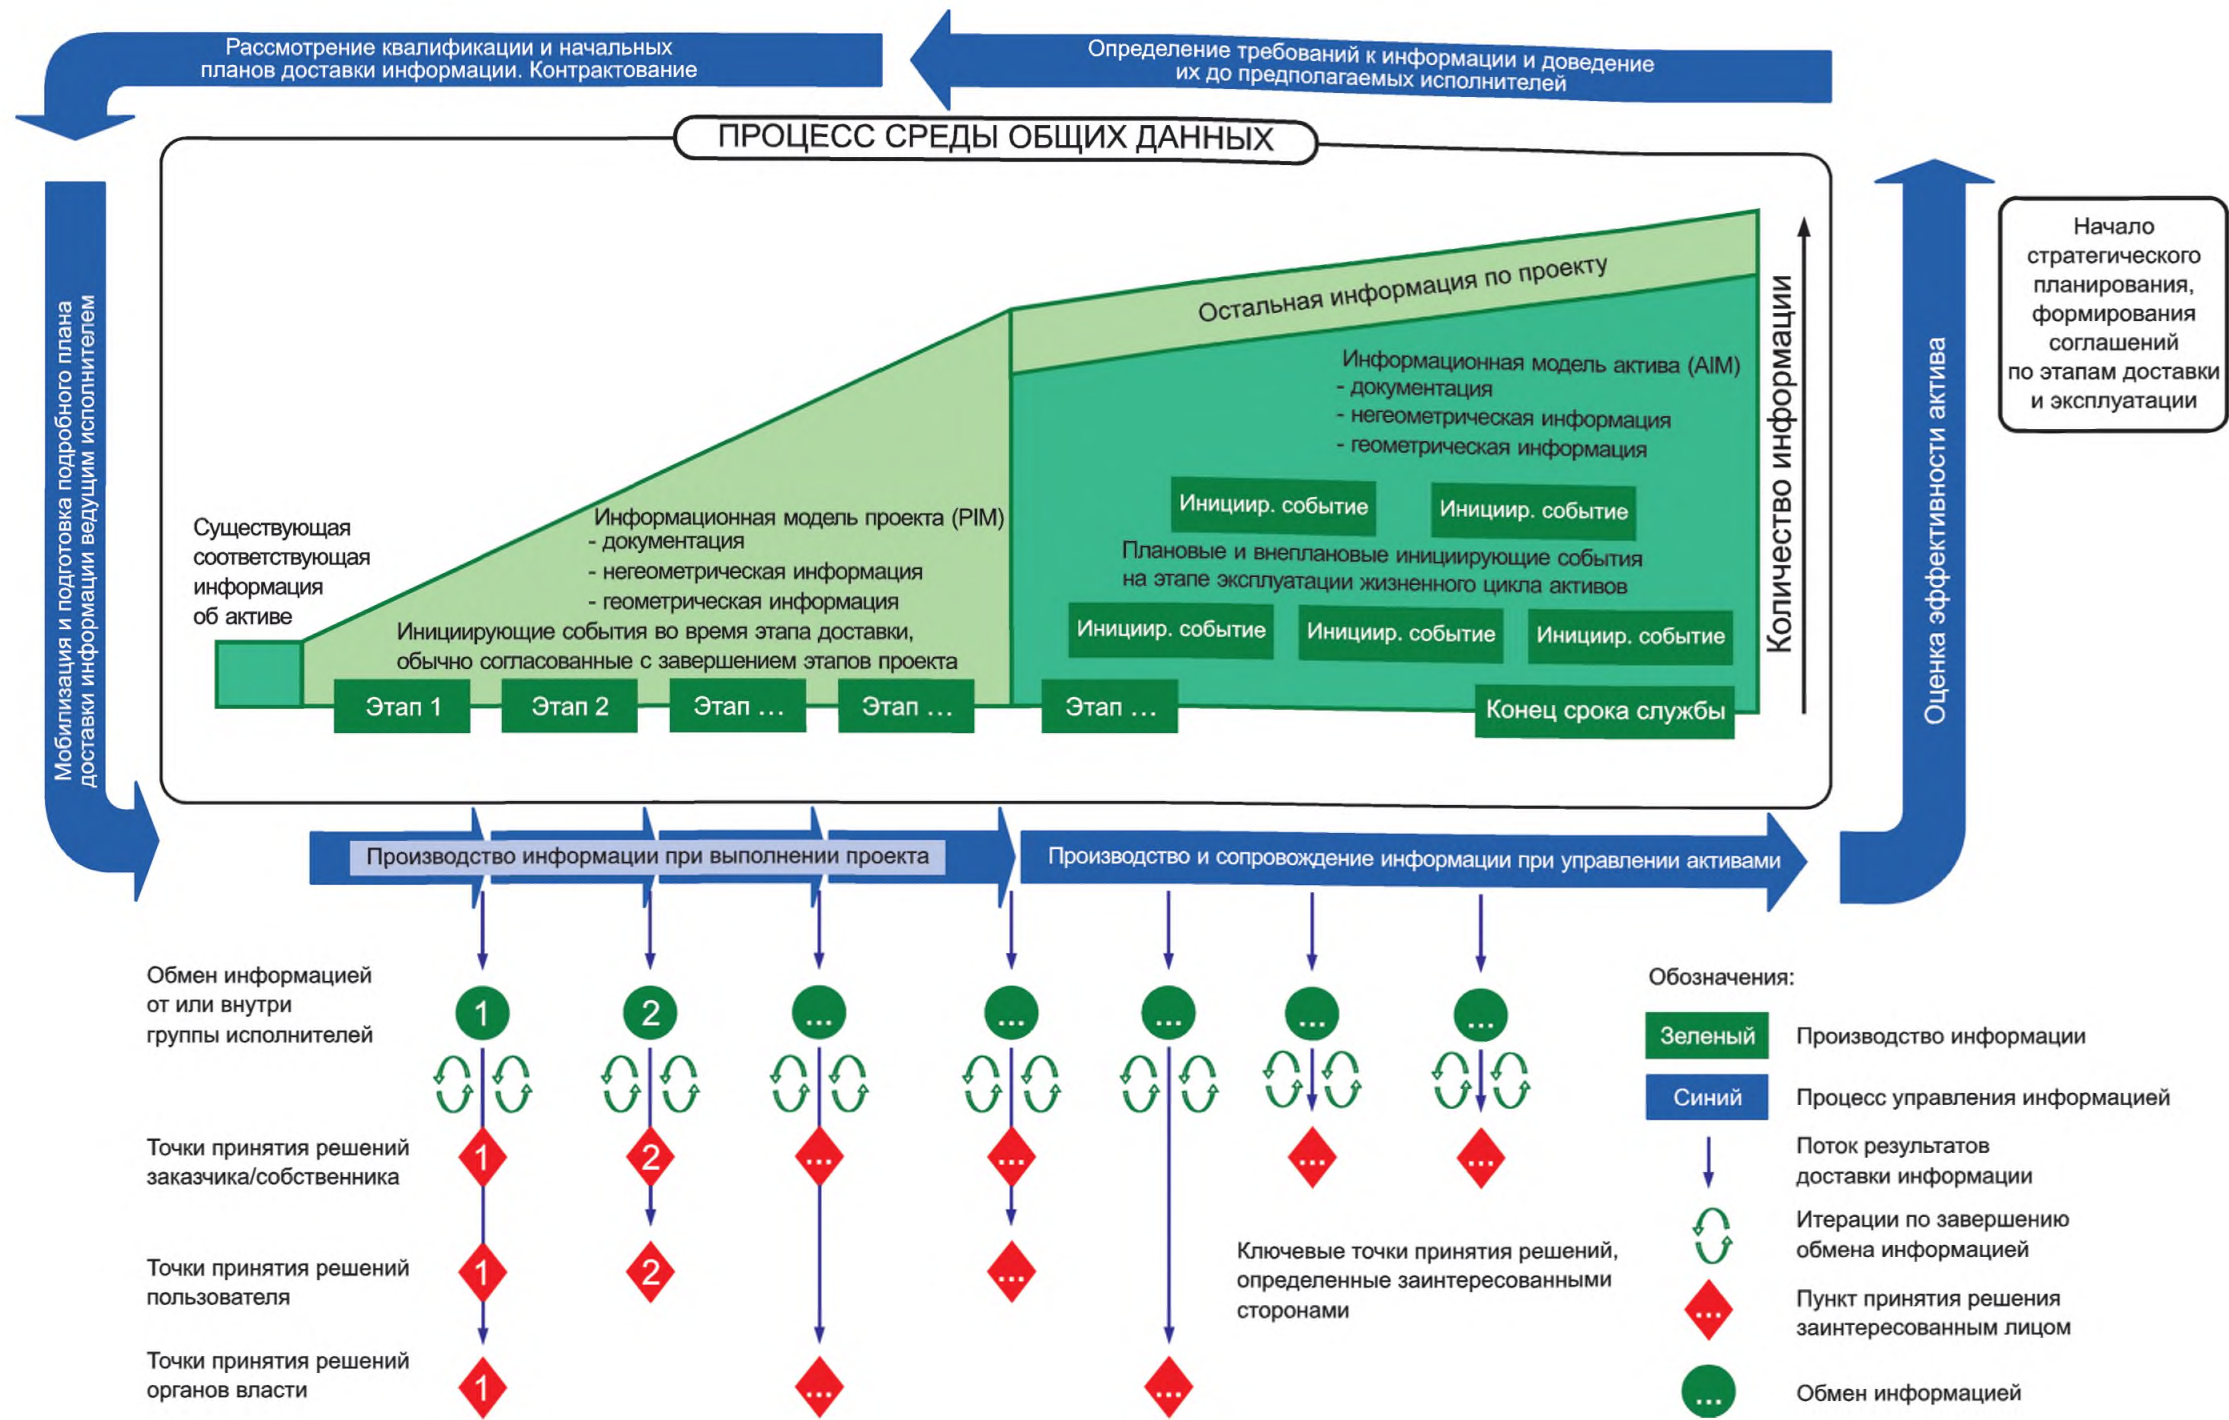 Рассмотрение квалификации и начальных
планов доставки информации. Контрактование
Определение требований к информации и доведение
их до предполагаемых исполнителей
ПРОЦЕСС СРЕДЫ ОБЩИХ ДАННЫХ
Мобилизация и подготовка подробного плана
доставки информации ведущим исполнителем
Существующая
соответствующая
информация
об активе
Информационная модель проекта (PIM)
- документация
- негеометрическая информация
- геометрическая информация
Инициирующие события во время этапа доставки,
обычно согласованные с завершением этапов проекта
Этап 1
Этап 2
Этап ...
Этап ...
Остальная информация по проекту
Информационная модель актива (AIM)
- документация
- негеометрическая информация
- геометрическая информация
Инициир. событие
Инициир. событие
Плановые и внеплановые инициирующие события
на этапе эксплуатации жизненного цикла активов
Инициир. событие
Инициир. событие
Инициир. событие
Этап ...
Конец срока службы
Количество информации
Оценка эффективности актива
Начало
стратегического
планирования,
формирования
соглашений
по этапам доставки
и эксплуатации
Производство информации при выполнении проекта
Производство и сопровождение информации при управлении активами
Обмен информацией
от или внутри
группы исполнителей
1
2
...
...
...
...
...
Точки принятия решений
заказчика/собственника
1
2
...
...
...
...
Точки принятия решений
пользователя
1
2
...
Точки принятия решений
органов власти
1
...
...
Ключевые точки принятия решений,
определенные заинтересованными
сторонами
Обозначения:
Зеленый
Производство информации
Синий
Процесс управления информацией
Поток результатов
доставки информации
Итерации по завершению
обмена информацией
...
Пункт принятия решения
заинтересованным лицом
...
Обмен информацией